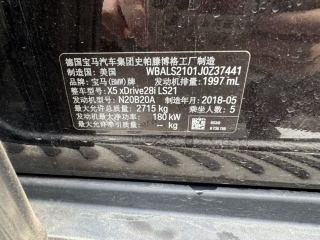 德国宝马汽车集团史帕滕博格工厂制造
制造国: 美国 WBALS2101J0Z37441
品牌: 宝马(BMW)牌 发动机排量: 1997 mL
整车型号: X5 xDrive28i LS21
发动机型号: N20B20A 制造年月: 2018-05
最大允许总质量: 2715 kg 乘坐人数: 5
发动机最大净功率: 180 kW
最大允许牵引质量: -- kg